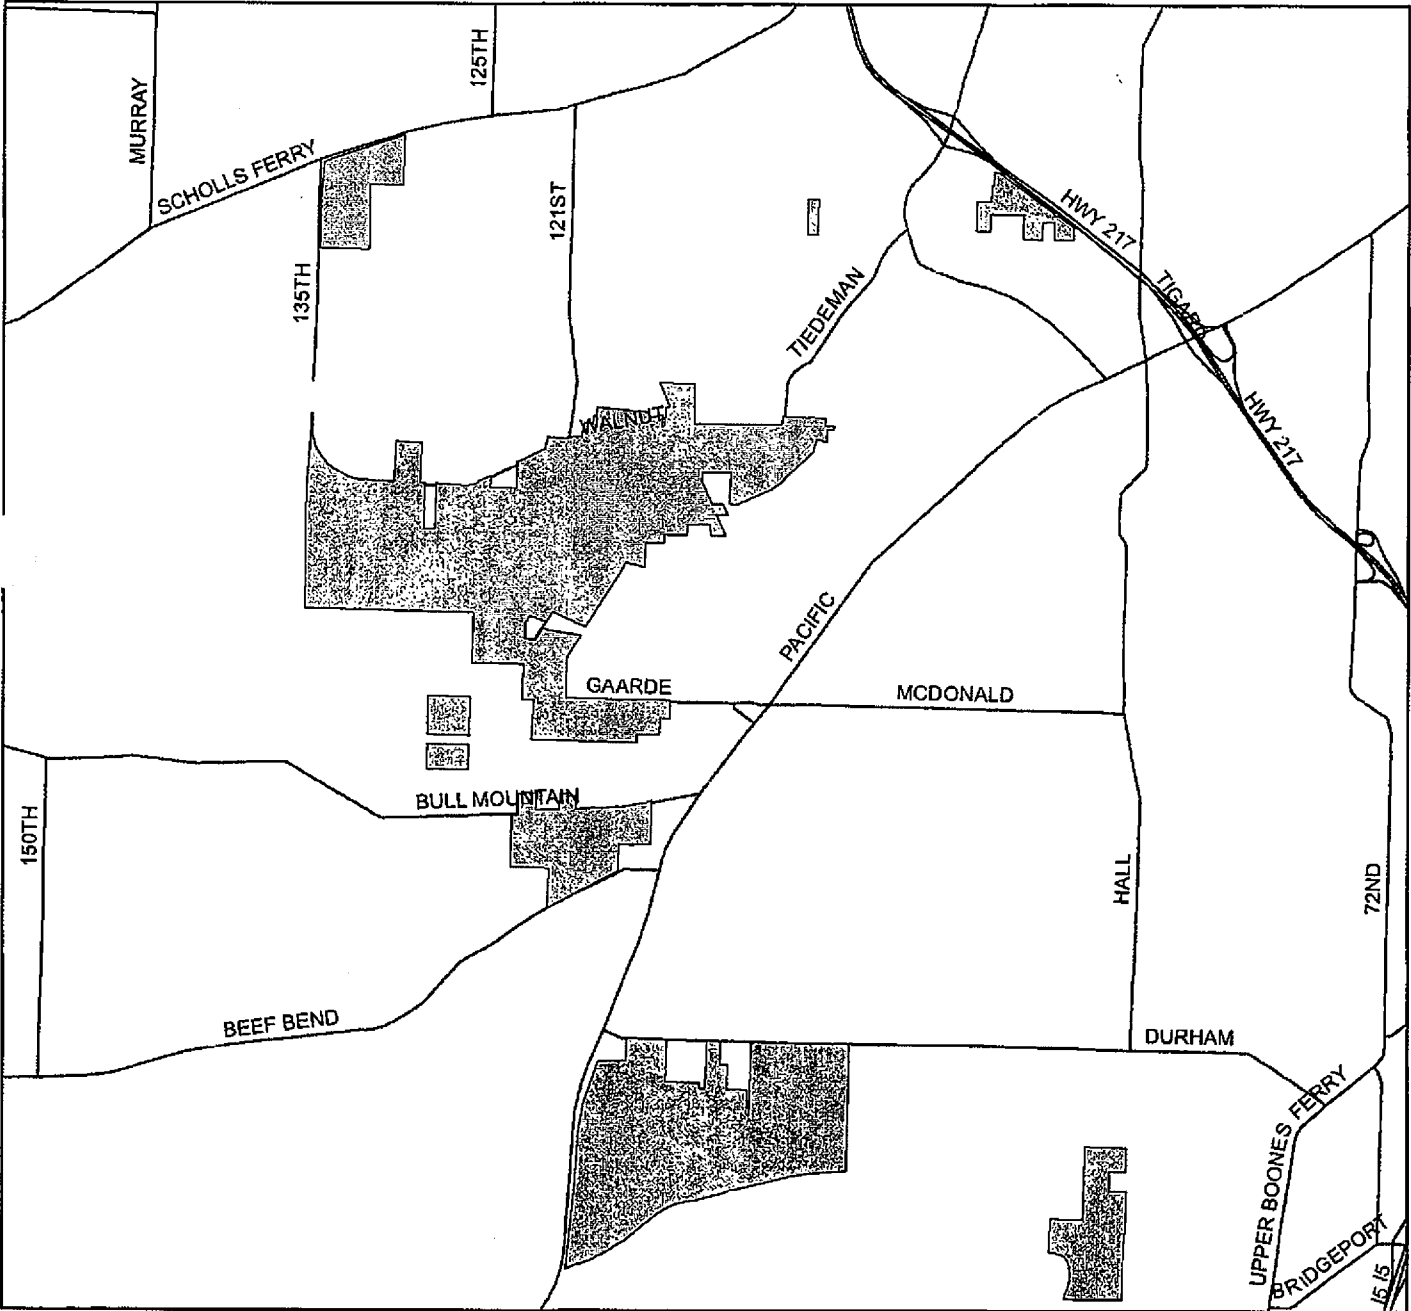 125TH
MURRAY
SCHOLLS FERRY
121ST
HWY 217
135TH
TIEDEMAN
TIGARD
WALNUT
HWY 217
PACIFIC
GAARDE
MCDONALD
BULL MOUNTAIN
150TH
HALL
72ND
BEEF BEND
DURHAM
UPPER BOONES FERRY
BRIDGEPORT
I5 I5